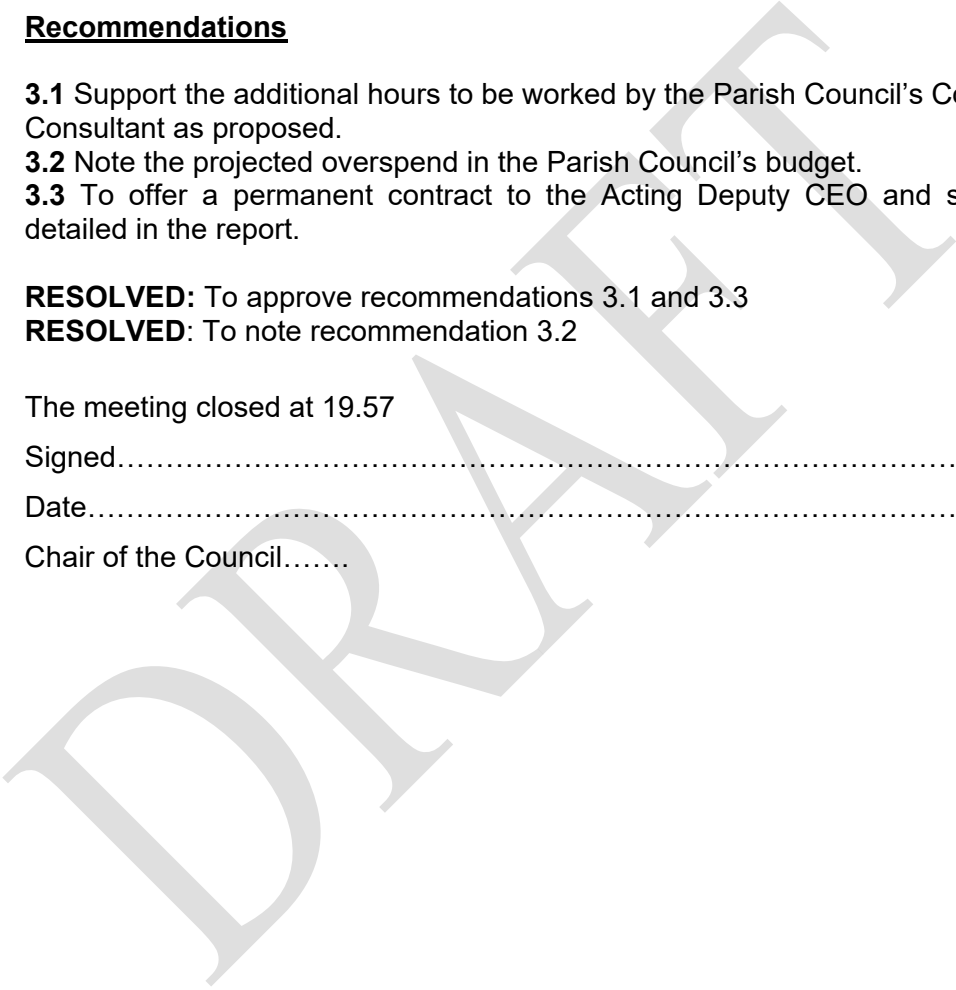 Recommendations
3.1 Support the additional hours to be worked by the Parish Council’s
Consultant as proposed.
3.2 Note the projected overspend in the Parish Council’s budget.
3.3 To offer a permanent contract to the Acting Deputy CEO and
detailed in the report.
RESOLVED: To approve recommendations 3.1 and 3.3
RESOLVED: To note recommendation 3.2
The meeting closed at 19.57
Signed……………………………………………………………………………….
Date………………………………………………………………………………….
Chair of the Council…….
DRAFT